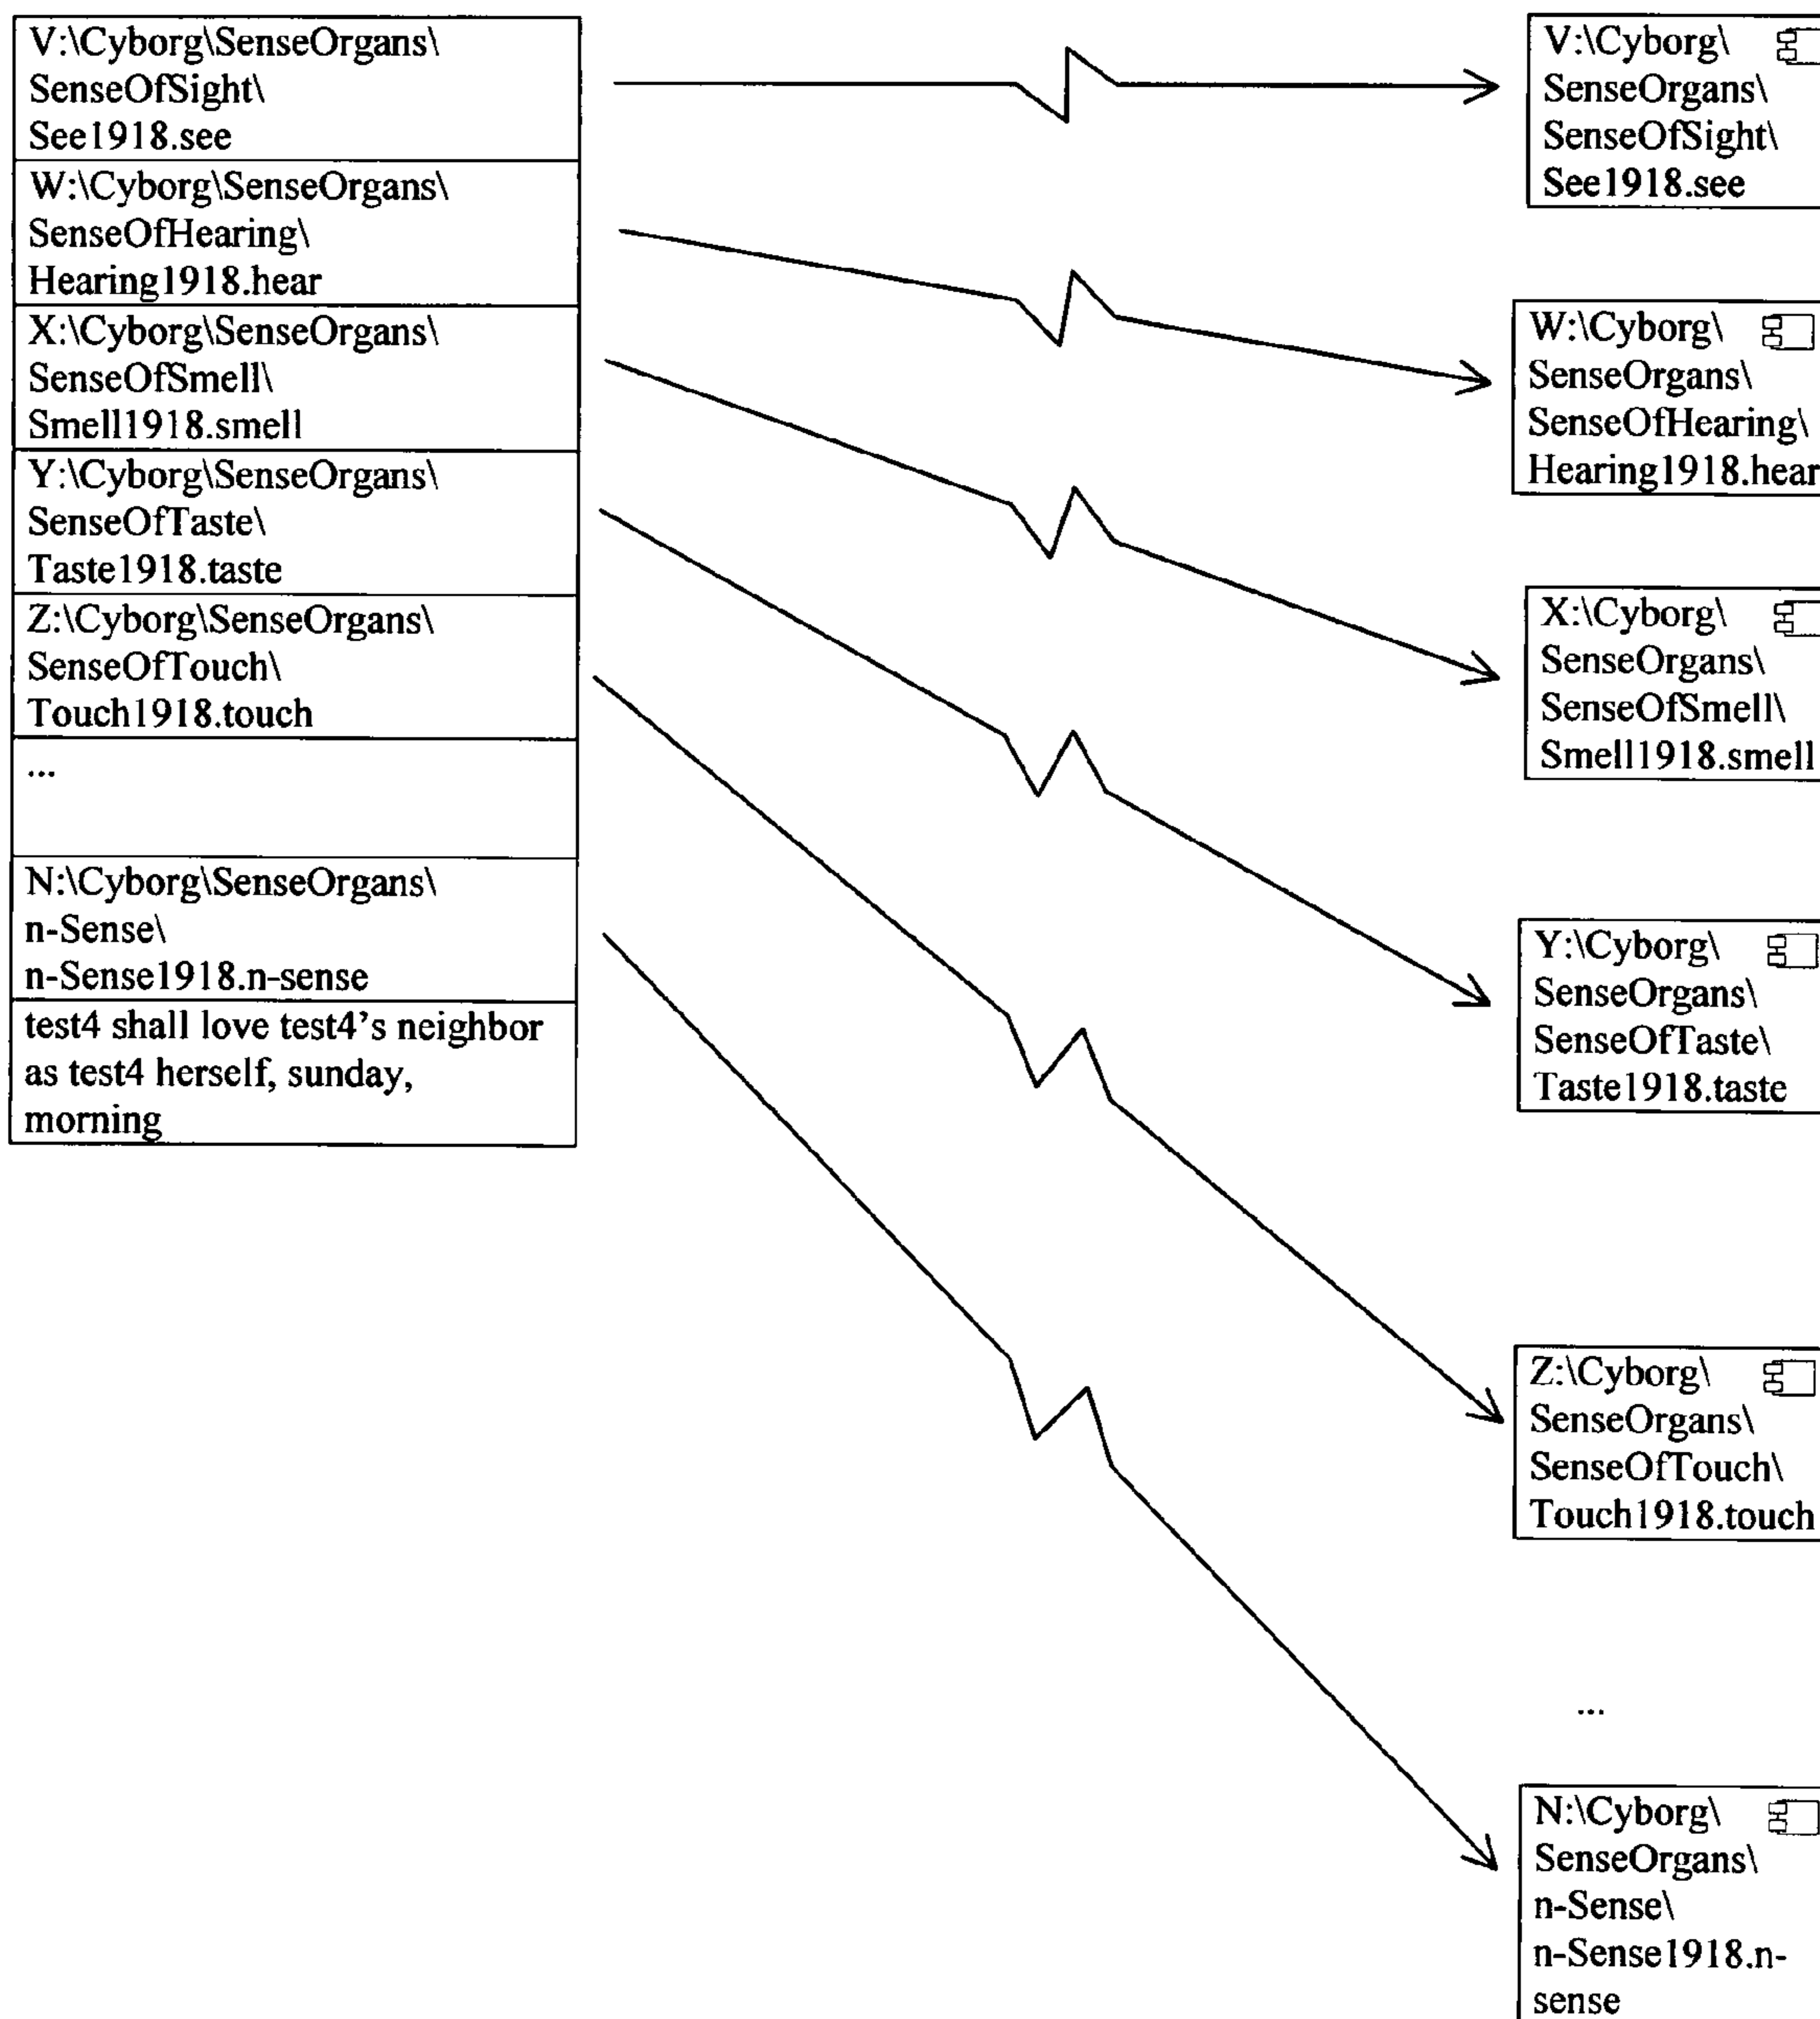 V:\Cyborg\SenseOrgans\
SenseOfSight\
See1918.see
W:\Cyborg\SenseOrgans\
SenseOfHearing\
Hearing1918.hear
X:\Cyborg\SenseOrgans\
SenseOfSmell\
Smell1918.smell
Y:\Cyborg\SenseOrgans\
SenseOfTaste\
Taste1918.taste
Z:\Cyborg\SenseOrgans\
SenseOfTouch\
Touch1918.touch
...
N:\Cyborg\SenseOrgans\
n-Sense\
n-Sense1918.n-sense
test4 shall love test4's neighbor
as test4 herself, sunday,
morning
V:\Cyborg\
SenseOrgans\
SenseOfSight\
See1918.see
W:\Cyborg\
SenseOrgans\
SenseOfHearing\
Hearing1918.hear
X:\Cyborg\
SenseOrgans\
SenseOfSmell\
Smell1918.smell
Y:\Cyborg\
SenseOrgans\
SenseOfTaste\
Taste1918.taste
Z:\Cyborg\
SenseOrgans\
SenseOfTouch\
Touch1918.touch
...
N:\Cyborg\
SenseOrgans\
n-Sense\
n-Sense1918.n-
sense